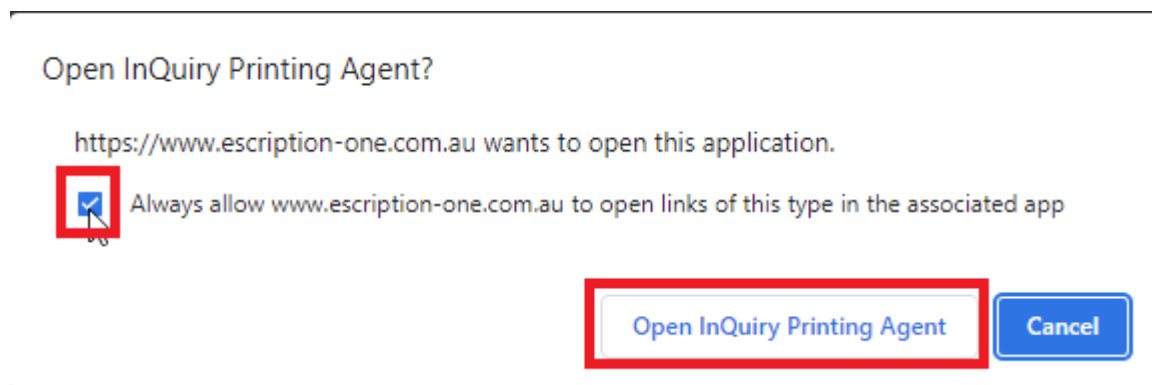 Open InQuiry Printing Agent?
https://www.escription-one.com.au wants to open this application.
Always allow www.escription-one.com.au to open links of this type in the associated app
Open InQuiry Printing Agent
Cancel